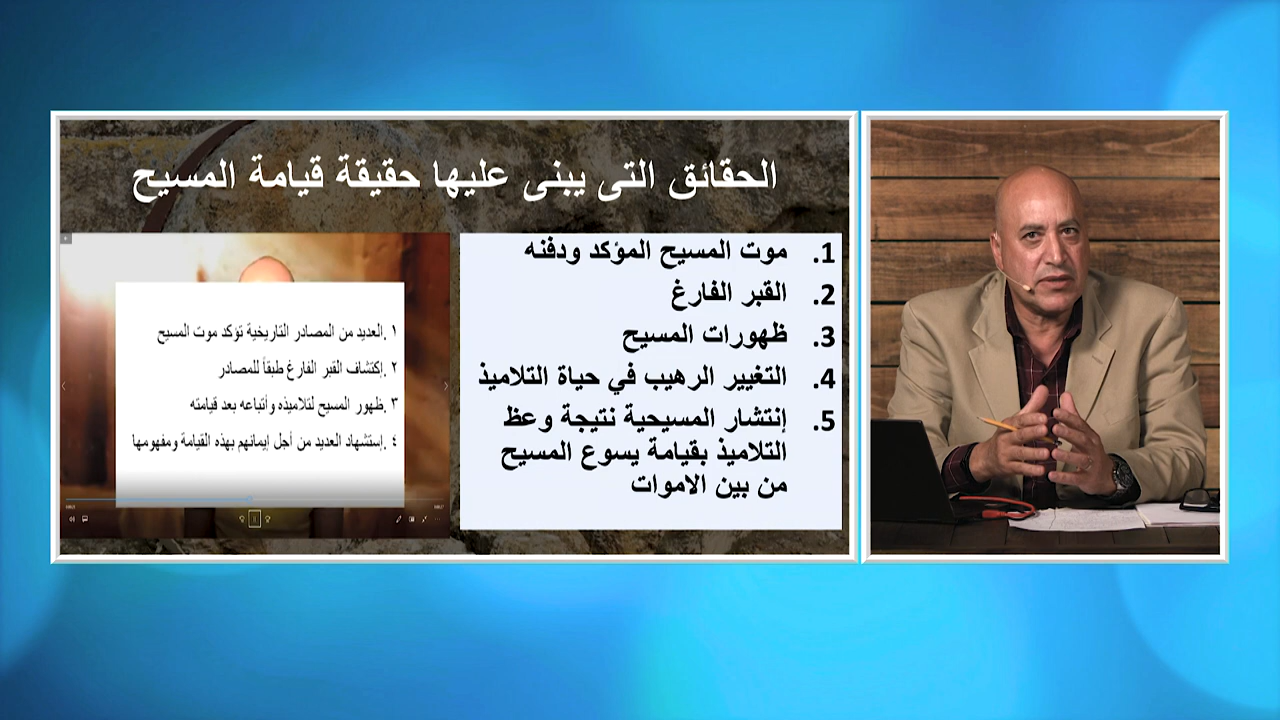 الحقائق التى يبنى عليها حقيقة قيامة المسيح
1. موت المسيح المؤكد ودفنه
2. القبر الفارغ
3. ظهورات المسيح
4. التغيير الرهيب في حياة التلاميذ
5. إنتشار المسيحية نتيجة وعظ
التلاميذ بقيامة يسوع المسيح
من بين الاموات
١ .العديد من المصادر التاريخية تؤكد موت المسيح
٢ .إكتشاف القبر الفارغ طبقاً للمصادر
٣ .ظهور المسيح لتلاميذه وأتباعه بعد قيامته
٤ .إستشهاد العديد من أجل إيمانهم بهذه القيامة ومفهومها